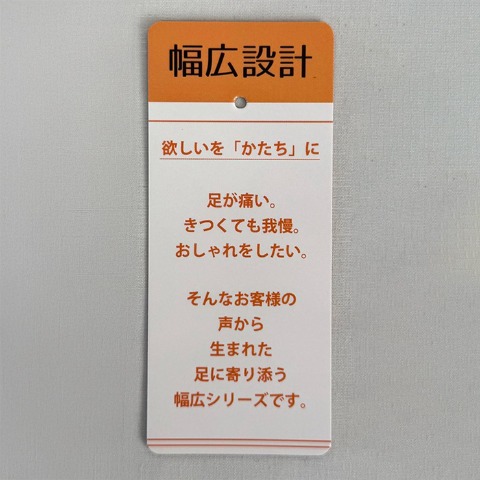 幅広設計
欲しいを「かたち」に
足が痛い。
きつくても我慢。
おしゃれをしたい。
そんなお客様の
声から
生まれた
足に寄り添う
幅広シリーズです。